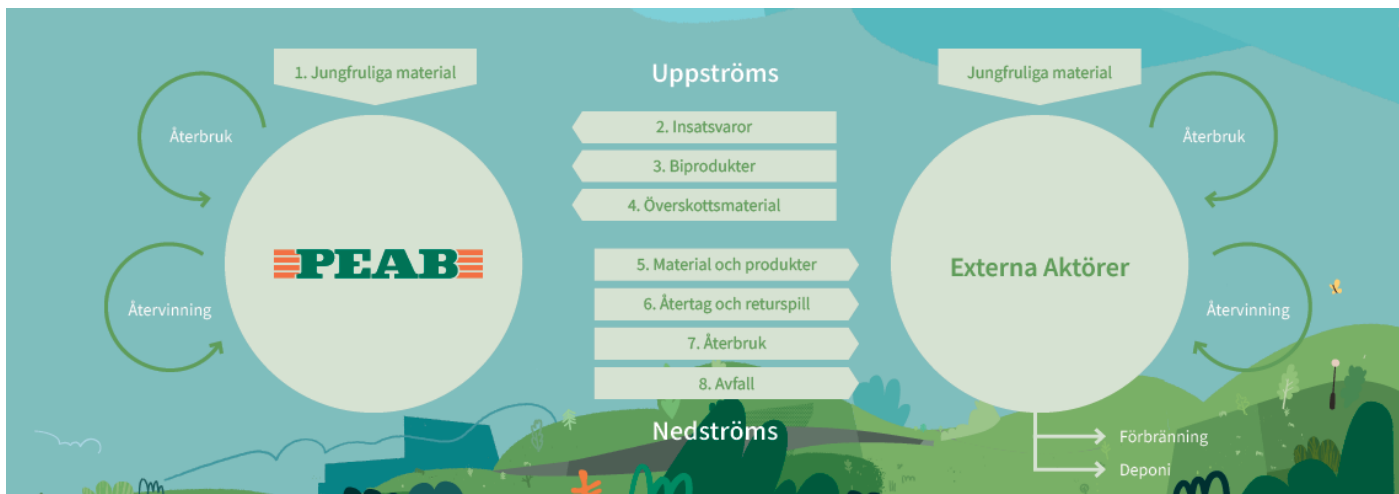 1. Jungfruliga material
Uppströms
Jungfruliga material
Återbruk
2. Insatsvaror
Återbruk
3. Biprodukter
4. Överskottsmaterial
PEAB
5. Material och produkter
Externa Aktörer
Återvinning
6. Återtag och returspill
Återvinning
7. Återbruk
8. Avfall
Nedströms
Förbränning
Deponi